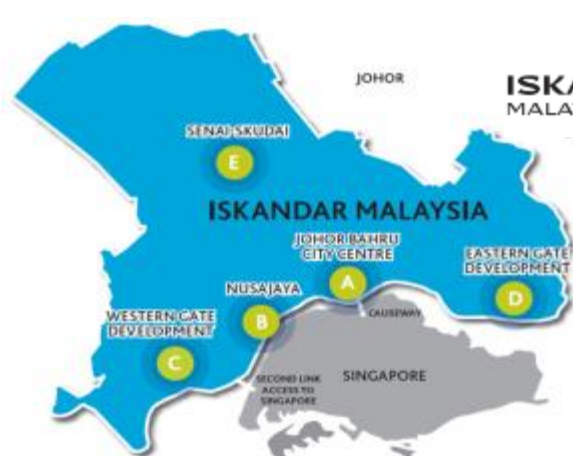 JOHOR
ISKA
MALAY
SENAI-SKUDAI
E
ISKANDAR MALAYSIA
JOHOR BAHRU
CITY CENTRE
A
EASTERN GATE
DEVELOPMENT
D
NUSAJAYA
B
CAUSEWAY
WESTERN GATE
DEVELOPMENT
C
SECOND LINK
ACCESS TO
SINGAPORE
SINGAPORE